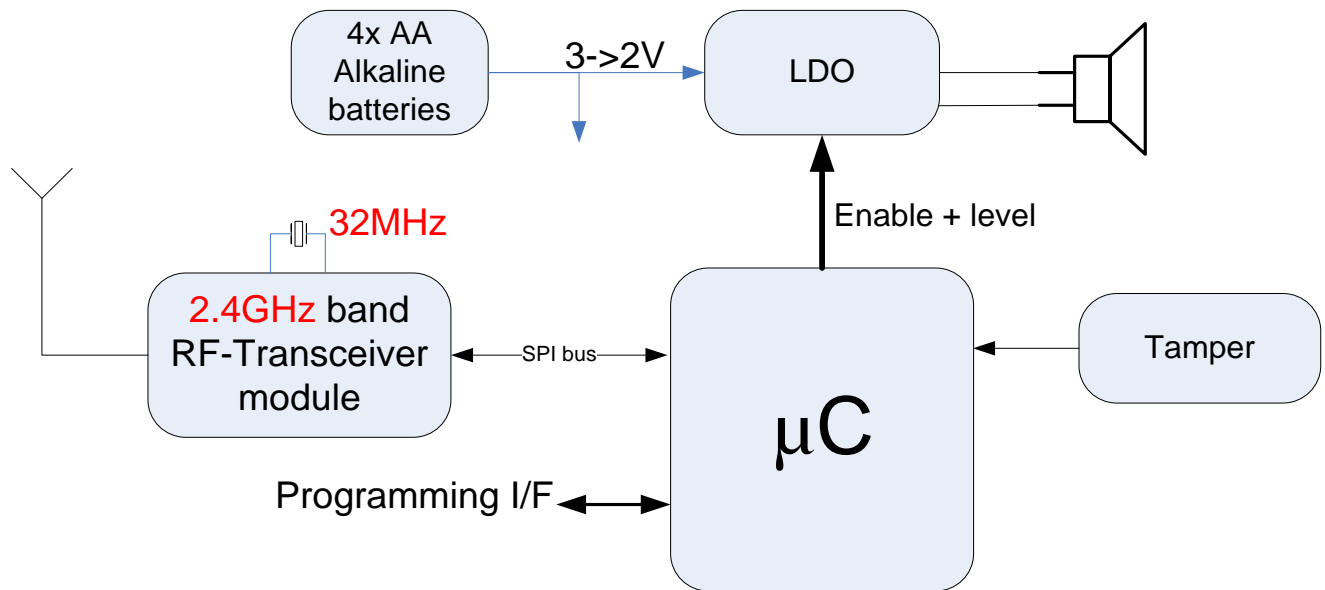 4x AA
Alkaline
batteries
3->2V
LDO
Enable + level
32MHz
2.4GHz band
RF-Transceiver
module
SPI bus
Tamper
μC
Programming I/F